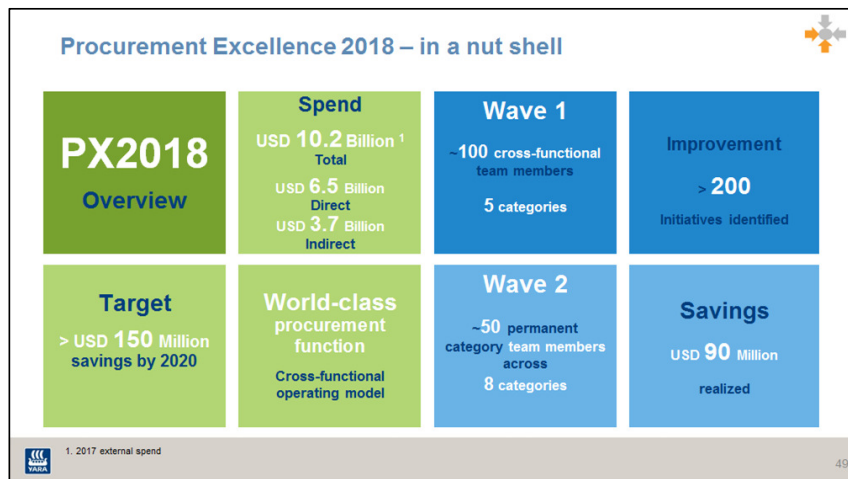 Procurement Excellence 2018 – in a nut shell
PX2018
Overview
Spend
USD 10.2 Billion ¹
Total
USD 6.5 Billion
Direct
USD 3.7 Billion
Indirect
Wave 1
~100 cross-functional
team members
5 categories
Improvement
> 200
Initiatives identified
Target
> USD 150 Million
savings by 2020
World-class
procurement
function
Cross-functional
operating model
Wave 2
~50 permanent
category team members
across
8 categories
Savings
USD 90 Million
realized
YARA
1. 2017 external spend
49